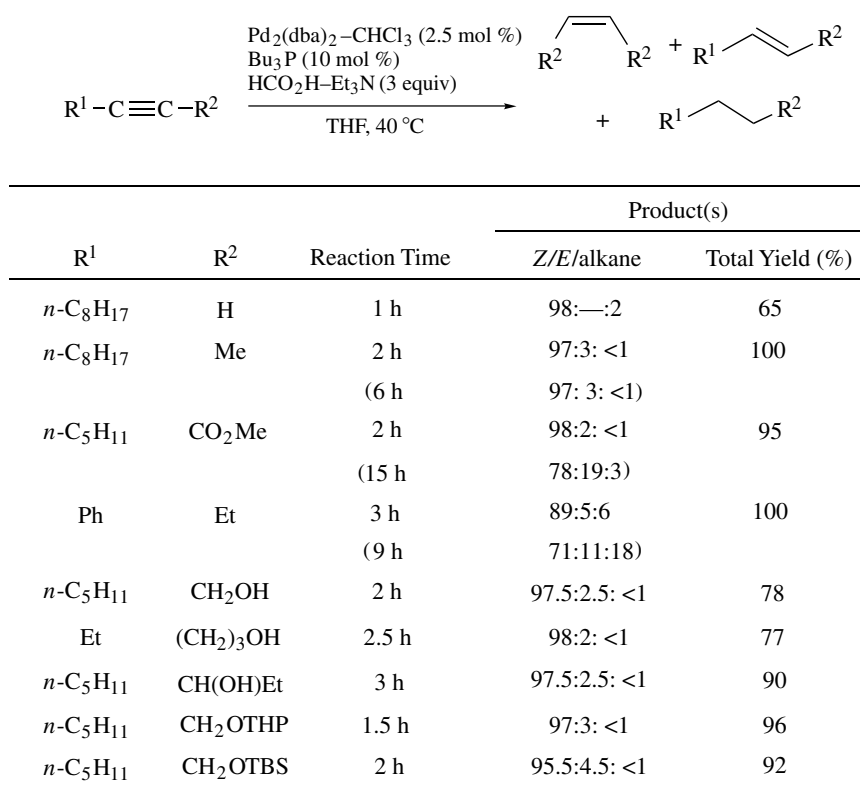 Pd₂(dba)₂–CHCl₃ (2.5 mol %)
Bu₃P (10 mol %)
HCO₂H–Et₃N (3 equiv)
THF, 40 °C
R¹–C≡C–R²
R² R² + R¹ R²
+ R¹ R²
Product(s)
R¹ R² Reaction Time Z/E/alkane Total Yield (%)
n-C₈H₁₇ H 1 h 98:—:2 65
n-C₈H₁₇ Me 2 h 97:3: <1 100
(6 h 97: 3: <1)
n-C₅H₁₁ CO₂Me 2 h 98:2: <1 95
(15 h 78:19:3)
Ph Et 3 h 89:5:6 100
(9 h 71:11:18)
n-C₅H₁₁ CH₂OH 2 h 97.5:2.5: <1 78
Et (CH₂)₃OH 2.5 h 98:2: <1 77
n-C₅H₁₁ CH(OH)Et 3 h 97.5:2.5: <1 90
n-C₅H₁₁ CH₂OTHP 1.5 h 97:3: <1 96
n-C₅H₁₁ CH₂OTBS 2 h 95.5:4.5: <1 92